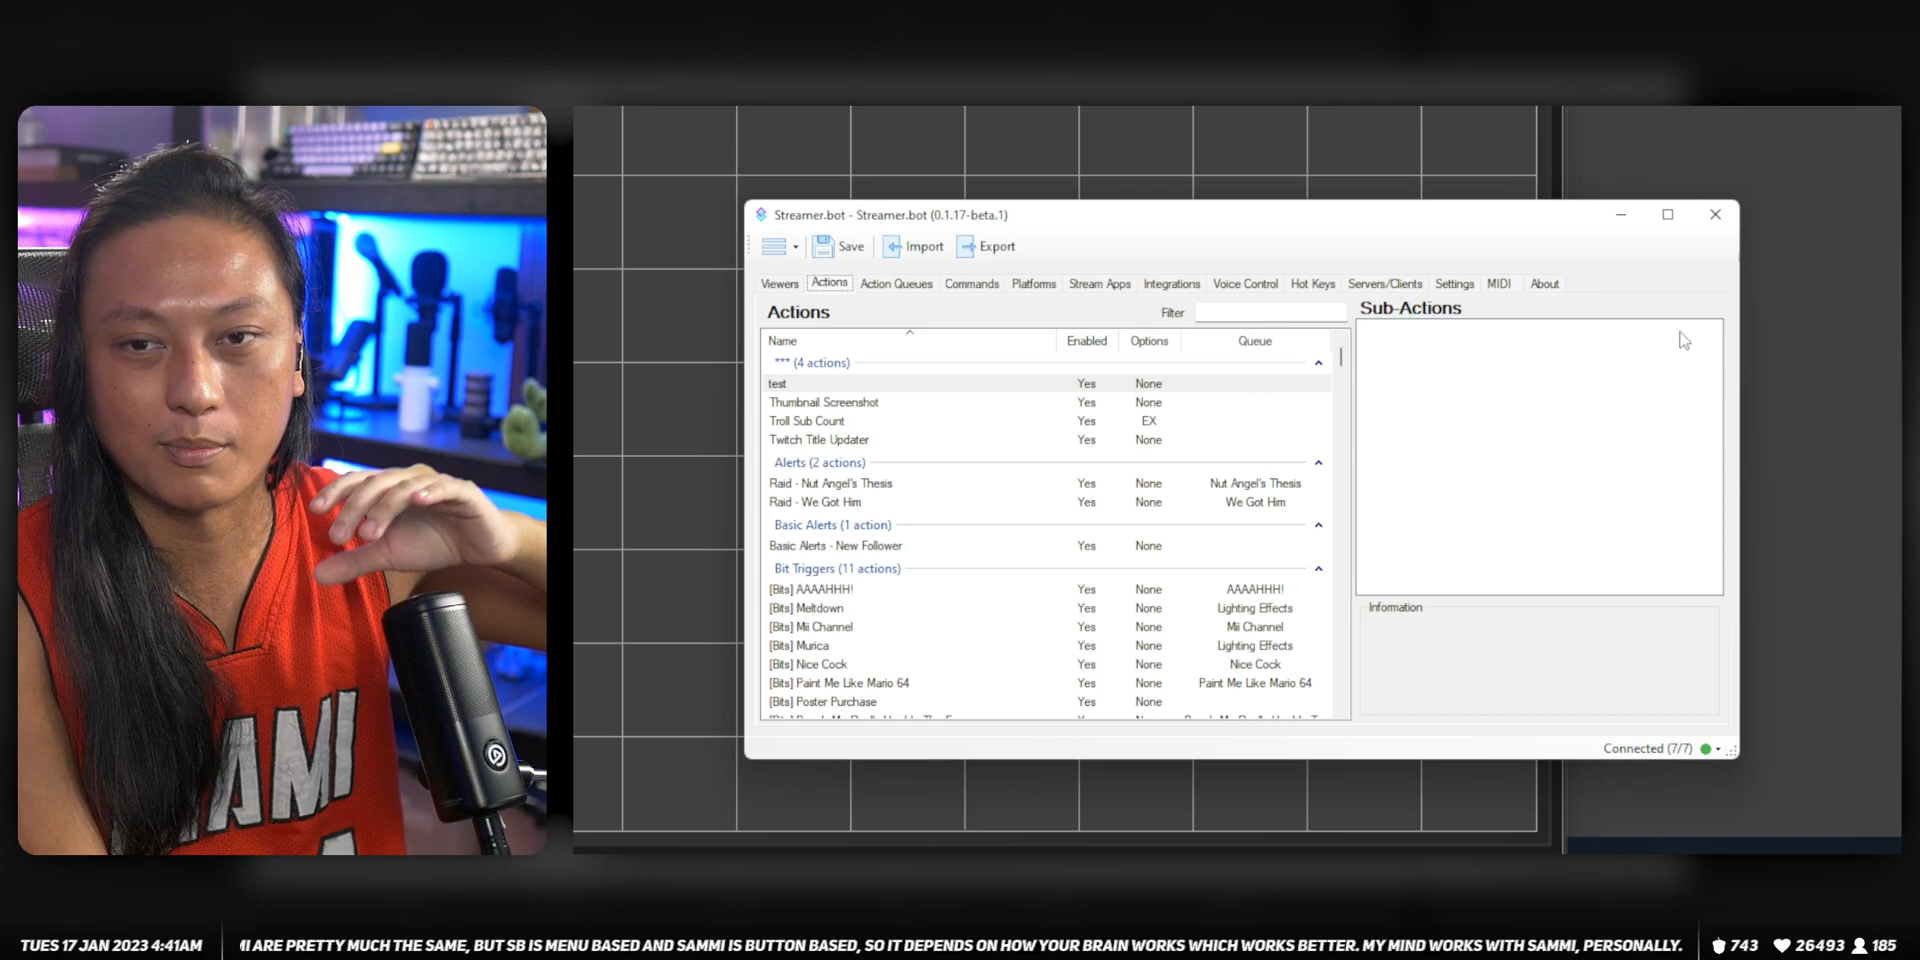 Streamer.bot - Streamer.bot (0.1.17-beta.1)
Save Import Export
Viewers Actions Action Queues Commands Platforms Stream Apps Integrations Voice Control Hot Keys Servers/Clients Settings MIDI About
Actions Filter Sub-Actions
Name Enabled Options Queue
*** (4 actions)
test Yes None
Thumbnail Screenshot Yes None
Troll Sub Count Yes EX
Twitch Title Updater Yes None
Alerts (2 actions)
Raid - Nut Angel's Thesis Yes None Nut Angel's Thesis
Raid - We Got Him Yes None We Got Him
Basic Alerts (1 action)
Basic Alerts - New Follower Yes None
Bit Triggers (11 actions)
[Bits] AAAAHHH! Yes None AAAAHHH!
[Bits] Meltdown Yes None Lighting Effects
[Bits] Mii Channel Yes None Mii Channel
[Bits] Murica Yes None Lighting Effects
[Bits] Nice Cock Yes None Nice Cock
[Bits] Paint Me Like Mario 64 Yes None Paint Me Like Mario 64
[Bits] Poster Purchase Yes None
Information
Connected (7/7)
AMI
TUES 17 JAN 2023 4:41AM
ARE PRETTY MUCH THE SAME, BUT SB IS MENU BASED AND SAMMI IS BUTTON BASED, SO IT DEPENDS ON HOW YOUR BRAIN WORKS WHICH WORKS BETTER. MY MIND WORKS WITH SAMMI, PERSONALLY.
743 26493 185